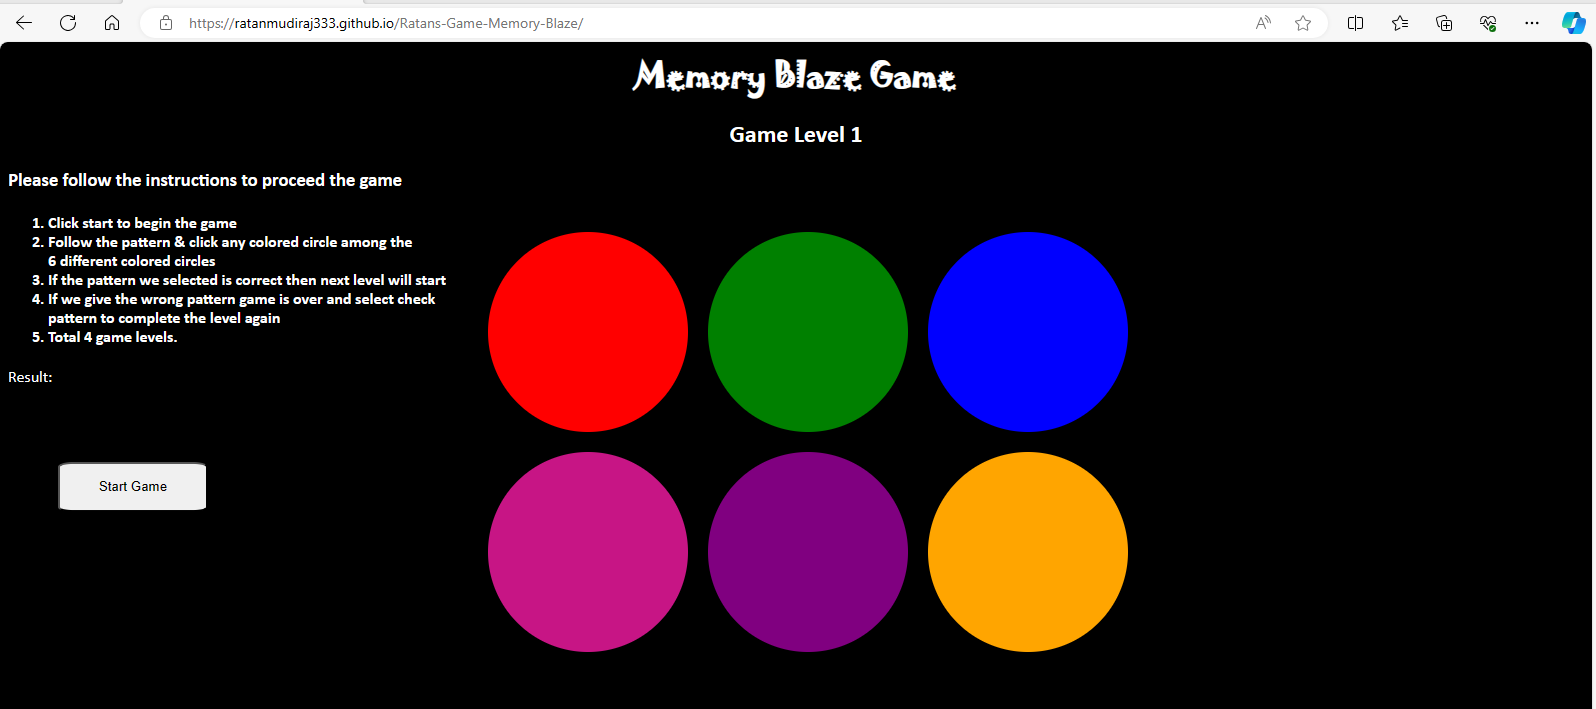 https://ratanmudiraj333.github.io/Ratans-Game-Memory-Blaze/
Memory Blaze Game
Game Level 1
Please follow the instructions to proceed the game
1. Click start to begin the game
2. Follow the pattern & click any colored circle among the
6 different colored circles
3. If the pattern we selected is correct then next level will start
4. If we give the wrong pattern game is over and select check
pattern to complete the level again
5. Total 4 game levels.
Result:
Start Game